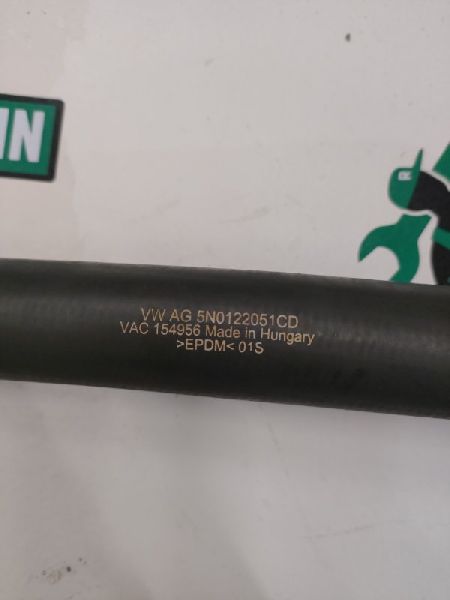 IN
R
VW AG 5N0122051CD
VAC 154956 Made in Hungary
>EPDM< 01S